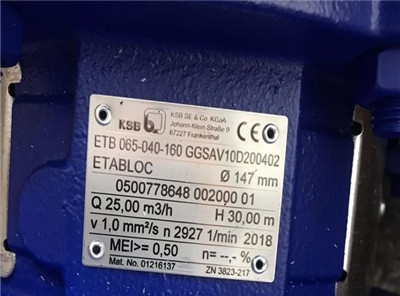 KSB
KSB SE & Co. KGaA
Johann-Klein-Straße 9
67227 Frankenthal
CE
ETB 065-040-160 GGSAV10D200402
ETABLOC Ø 147 mm
0500778648 002000 01
Q 25,00 m3/h H 30,00 m
ν 1,0 mm²/s n 2927 1/min 2018
MEI>= 0,50 η= --,- %
Mat. No. 01216137 ZN 3823-217